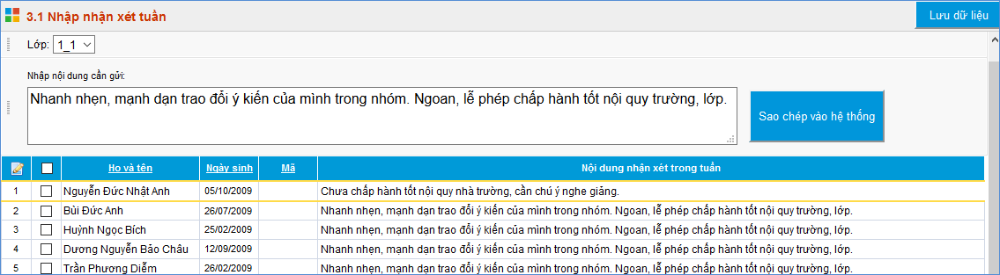 3.1 Nhập nhận xét tuần
Lưu dữ liệu
Lớp: 1_1
Nhập nội dung cần gửi:
Nhanh nhẹn, mạnh dạn trao đổi ý kiến của mình trong nhóm. Ngoan, lễ phép chấp hành tốt nội quy trường, lớp.
Sao chép vào hệ thống
Họ và tên Ngày sinh Mã Nội dung nhận xét trong tuần
1 Nguyễn Đức Nhật Anh 05/10/2009 Chưa chấp hành tốt nội quy nhà trường, cần chú ý nghe giảng.
2 Bùi Đức Anh 26/07/2009 Nhanh nhẹn, mạnh dạn trao đổi ý kiến của mình trong nhóm. Ngoan, lễ phép chấp hành tốt nội quy trường, lớp.
3 Huỳnh Ngọc Bích 25/02/2009 Nhanh nhẹn, mạnh dạn trao đổi ý kiến của mình trong nhóm. Ngoan, lễ phép chấp hành tốt nội quy trường, lớp.
4 Dương Nguyễn Bảo Châu 12/09/2009 Nhanh nhẹn, mạnh dạn trao đổi ý kiến của mình trong nhóm. Ngoan, lễ phép chấp hành tốt nội quy trường, lớp.
5 Trần Phương Diễm 26/02/2009 Nhanh nhẹn, mạnh dạn trao đổi ý kiến của mình trong nhóm. Ngoan, lễ phép chấp hành tốt nội quy trường, lớp.